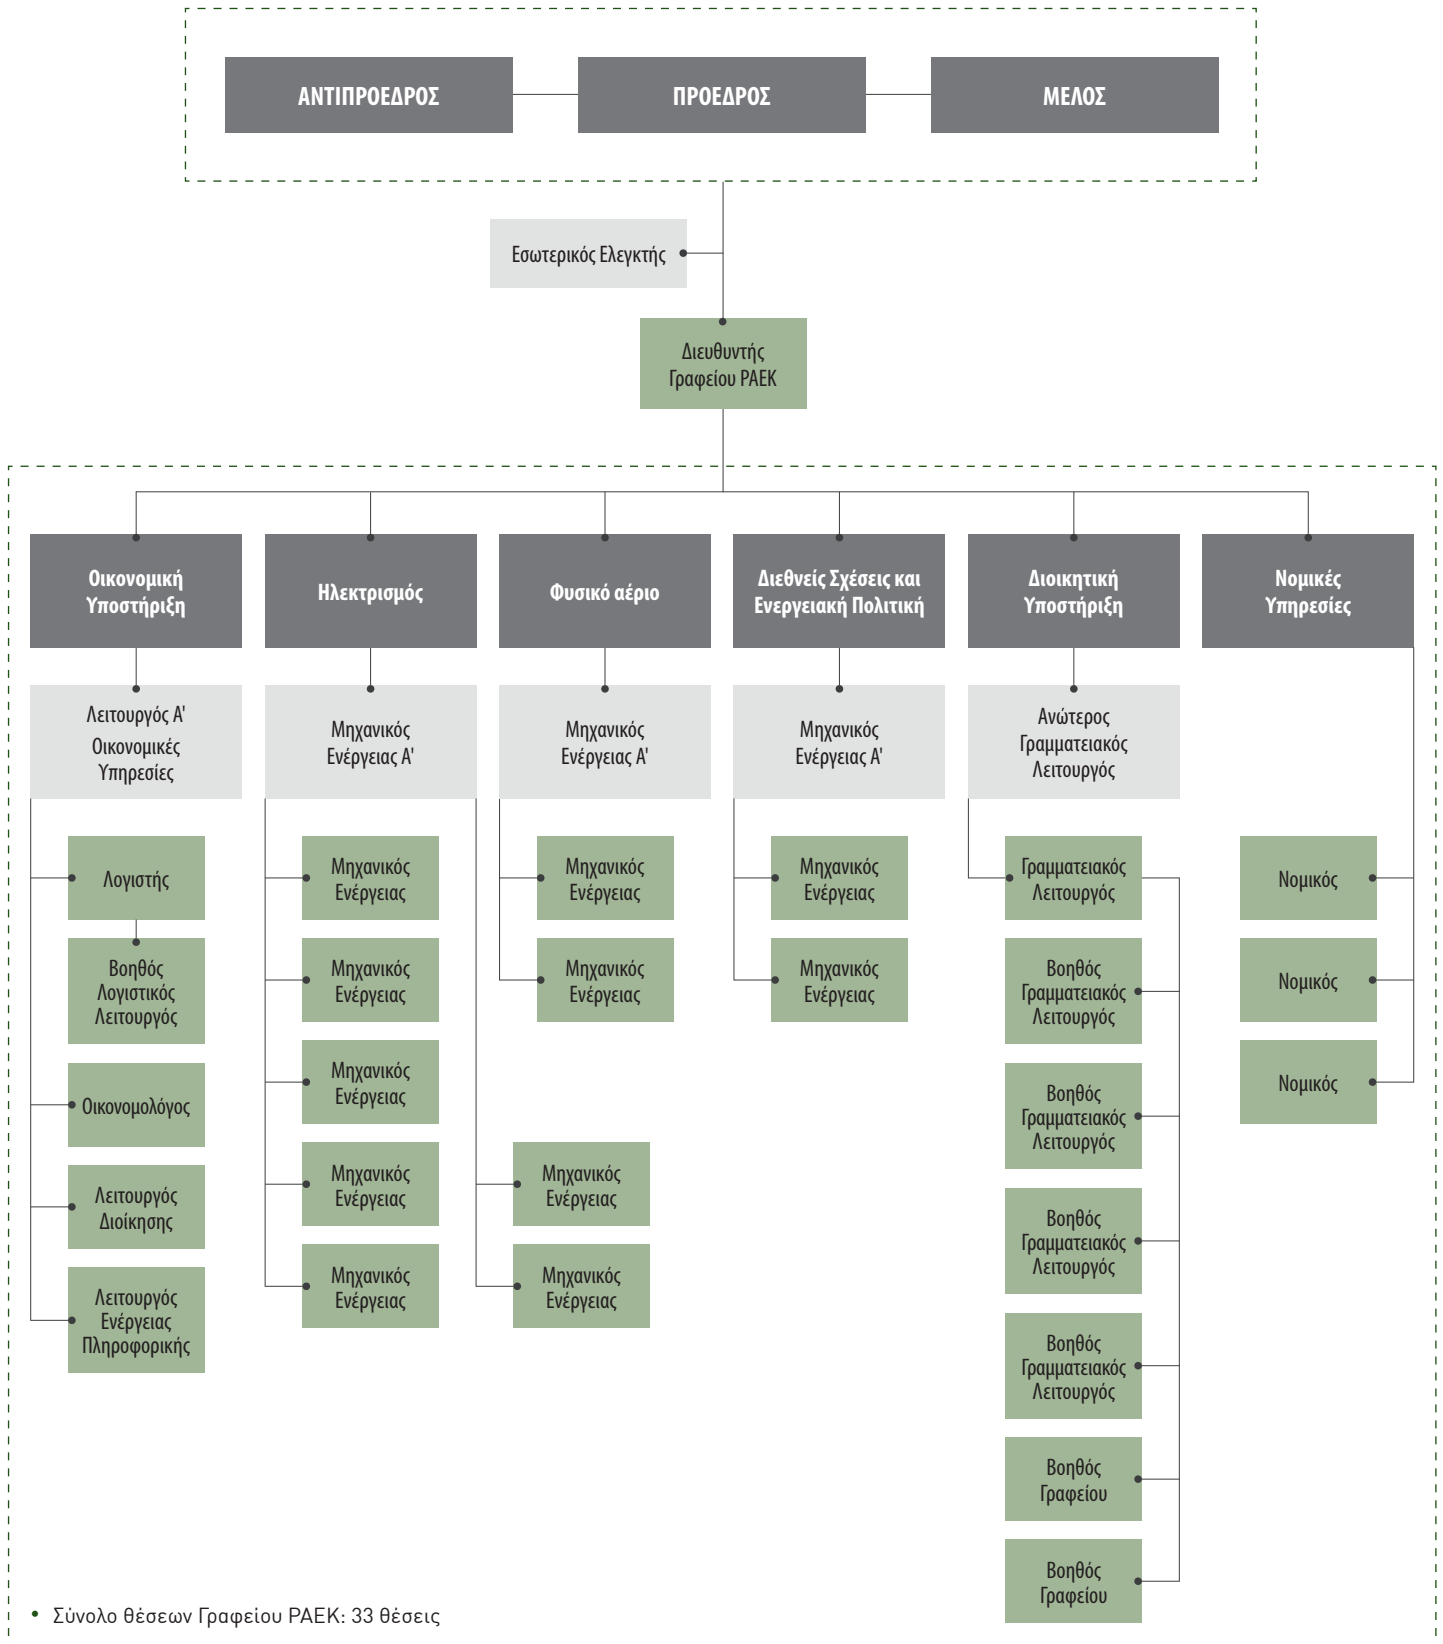 ΑΝΤΙΠΡΟΕΔΡΟΣ
ΠΡΟΕΔΡΟΣ
ΜΕΛΟΣ
Εσωτερικός Ελεγκτής
Διευθυντής
Γραφείου ΡΑΕΚ
Οικονομική
Υποστήριξη
Ηλεκτρισμός
Φυσικό αέριο
Διεθνείς Σχέσεις και
Ενεργειακή Πολιτική
Διοικητική
Υποστήριξη
Νομικές
Υπηρεσίες
Λειτουργός Α'
Οικονομικές
Υπηρεσίες
Μηχανικός
Ενέργειας Α'
Μηχανικός
Ενέργειας Α'
Μηχανικός
Ενέργειας Α'
Ανώτερος
Γραμματειακός
Λειτουργός
Λογιστής
Βοηθός
Λογιστικός
Λειτουργός
Οικονομολόγος
Λειτουργός
Διοίκησης
Λειτουργός
Ενέργειας
Πληροφορικής
Μηχανικός
Ενέργειας
Μηχανικός
Ενέργειας
Μηχανικός
Ενέργειας
Μηχανικός
Ενέργειας
Μηχανικός
Ενέργειας
Μηχανικός
Ενέργειας
Μηχανικός
Ενέργειας
Μηχανικός
Ενέργειας
Μηχανικός
Ενέργειας
Μηχανικός
Ενέργειας
Μηχανικός
Ενέργειας
Γραμματειακός
Λειτουργός
Βοηθός
Γραμματειακός
Λειτουργός
Βοηθός
Γραμματειακός
Λειτουργός
Βοηθός
Γραμματειακός
Λειτουργός
Βοηθός
Γραμματειακός
Λειτουργός
Βοηθός
Γραφείου
Βοηθός
Γραφείου
Νομικός
Νομικός
Νομικός
• Σύνολο θέσεων Γραφείου ΡΑΕΚ: 33 θέσεις